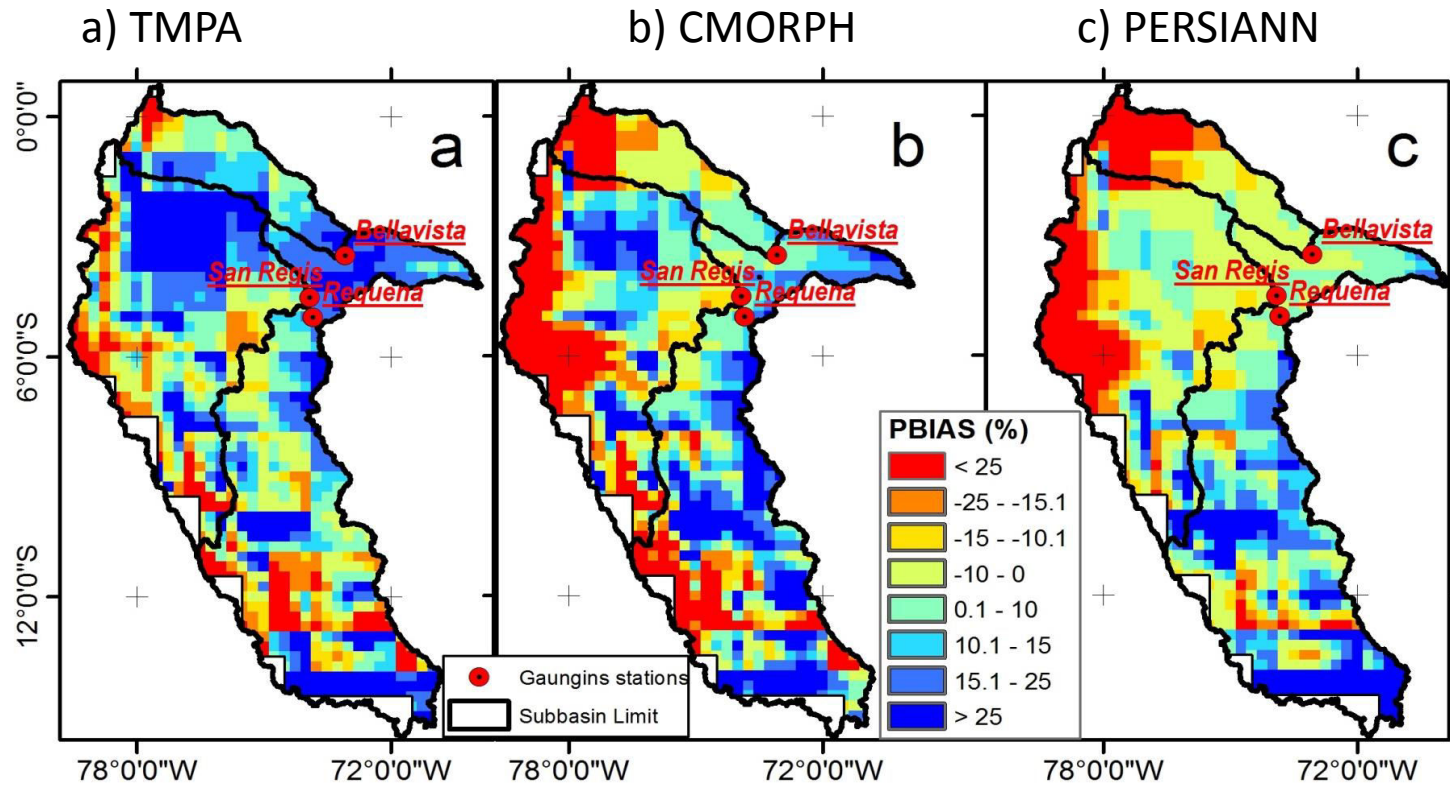 a) TMPA
b) CMORPH
c) PERSIANN
a
b
c
0°0'0"
6°0'0"S
12°0'0"S
Bellavista
San Regis
Requena
Bellavista
San Regis
Requena
Bellavista
San Regis
Requena
PBIAS (%)
< 25
-25 - -15.1
-15 - -10.1
-10 - 0
0.1 - 10
10.1 - 15
15.1 - 25
> 25
Gaungins stations
Subbasin Limit
78°0'0"W
72°0'0"W
78°0'0"W
72°0'0"W
78°0'0"W
72°0'0"W